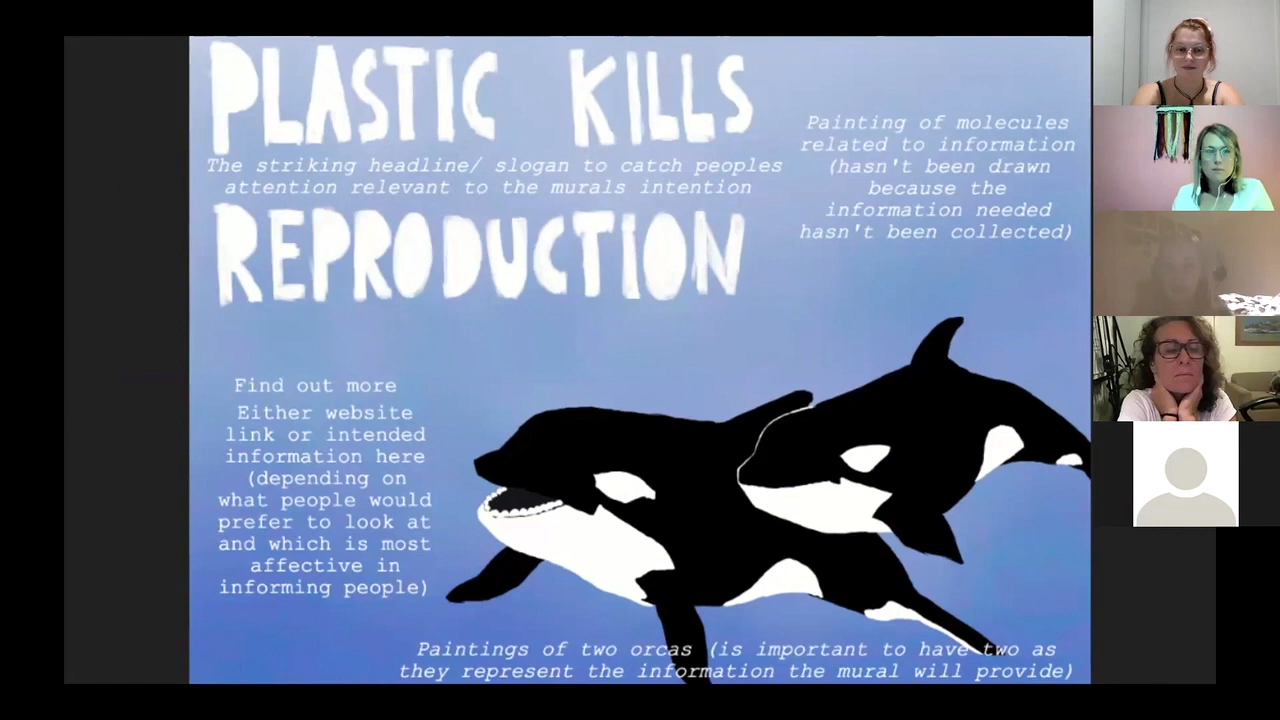 PLASTIC KILLS
The striking headline/ slogan to catch peoples
attention relevant to the murals intention
REPRODUCTION
Painting of molecules
related to information
(hasn't been drawn
because the
information needed
hasn't been collected)
Find out more
Either website
link or intended
information here
(depending on
what people would
prefer to look at
and which is most
affective in
informing people)
Paintings of two orcas (is important to have two as
they represent the information the mural will provide)